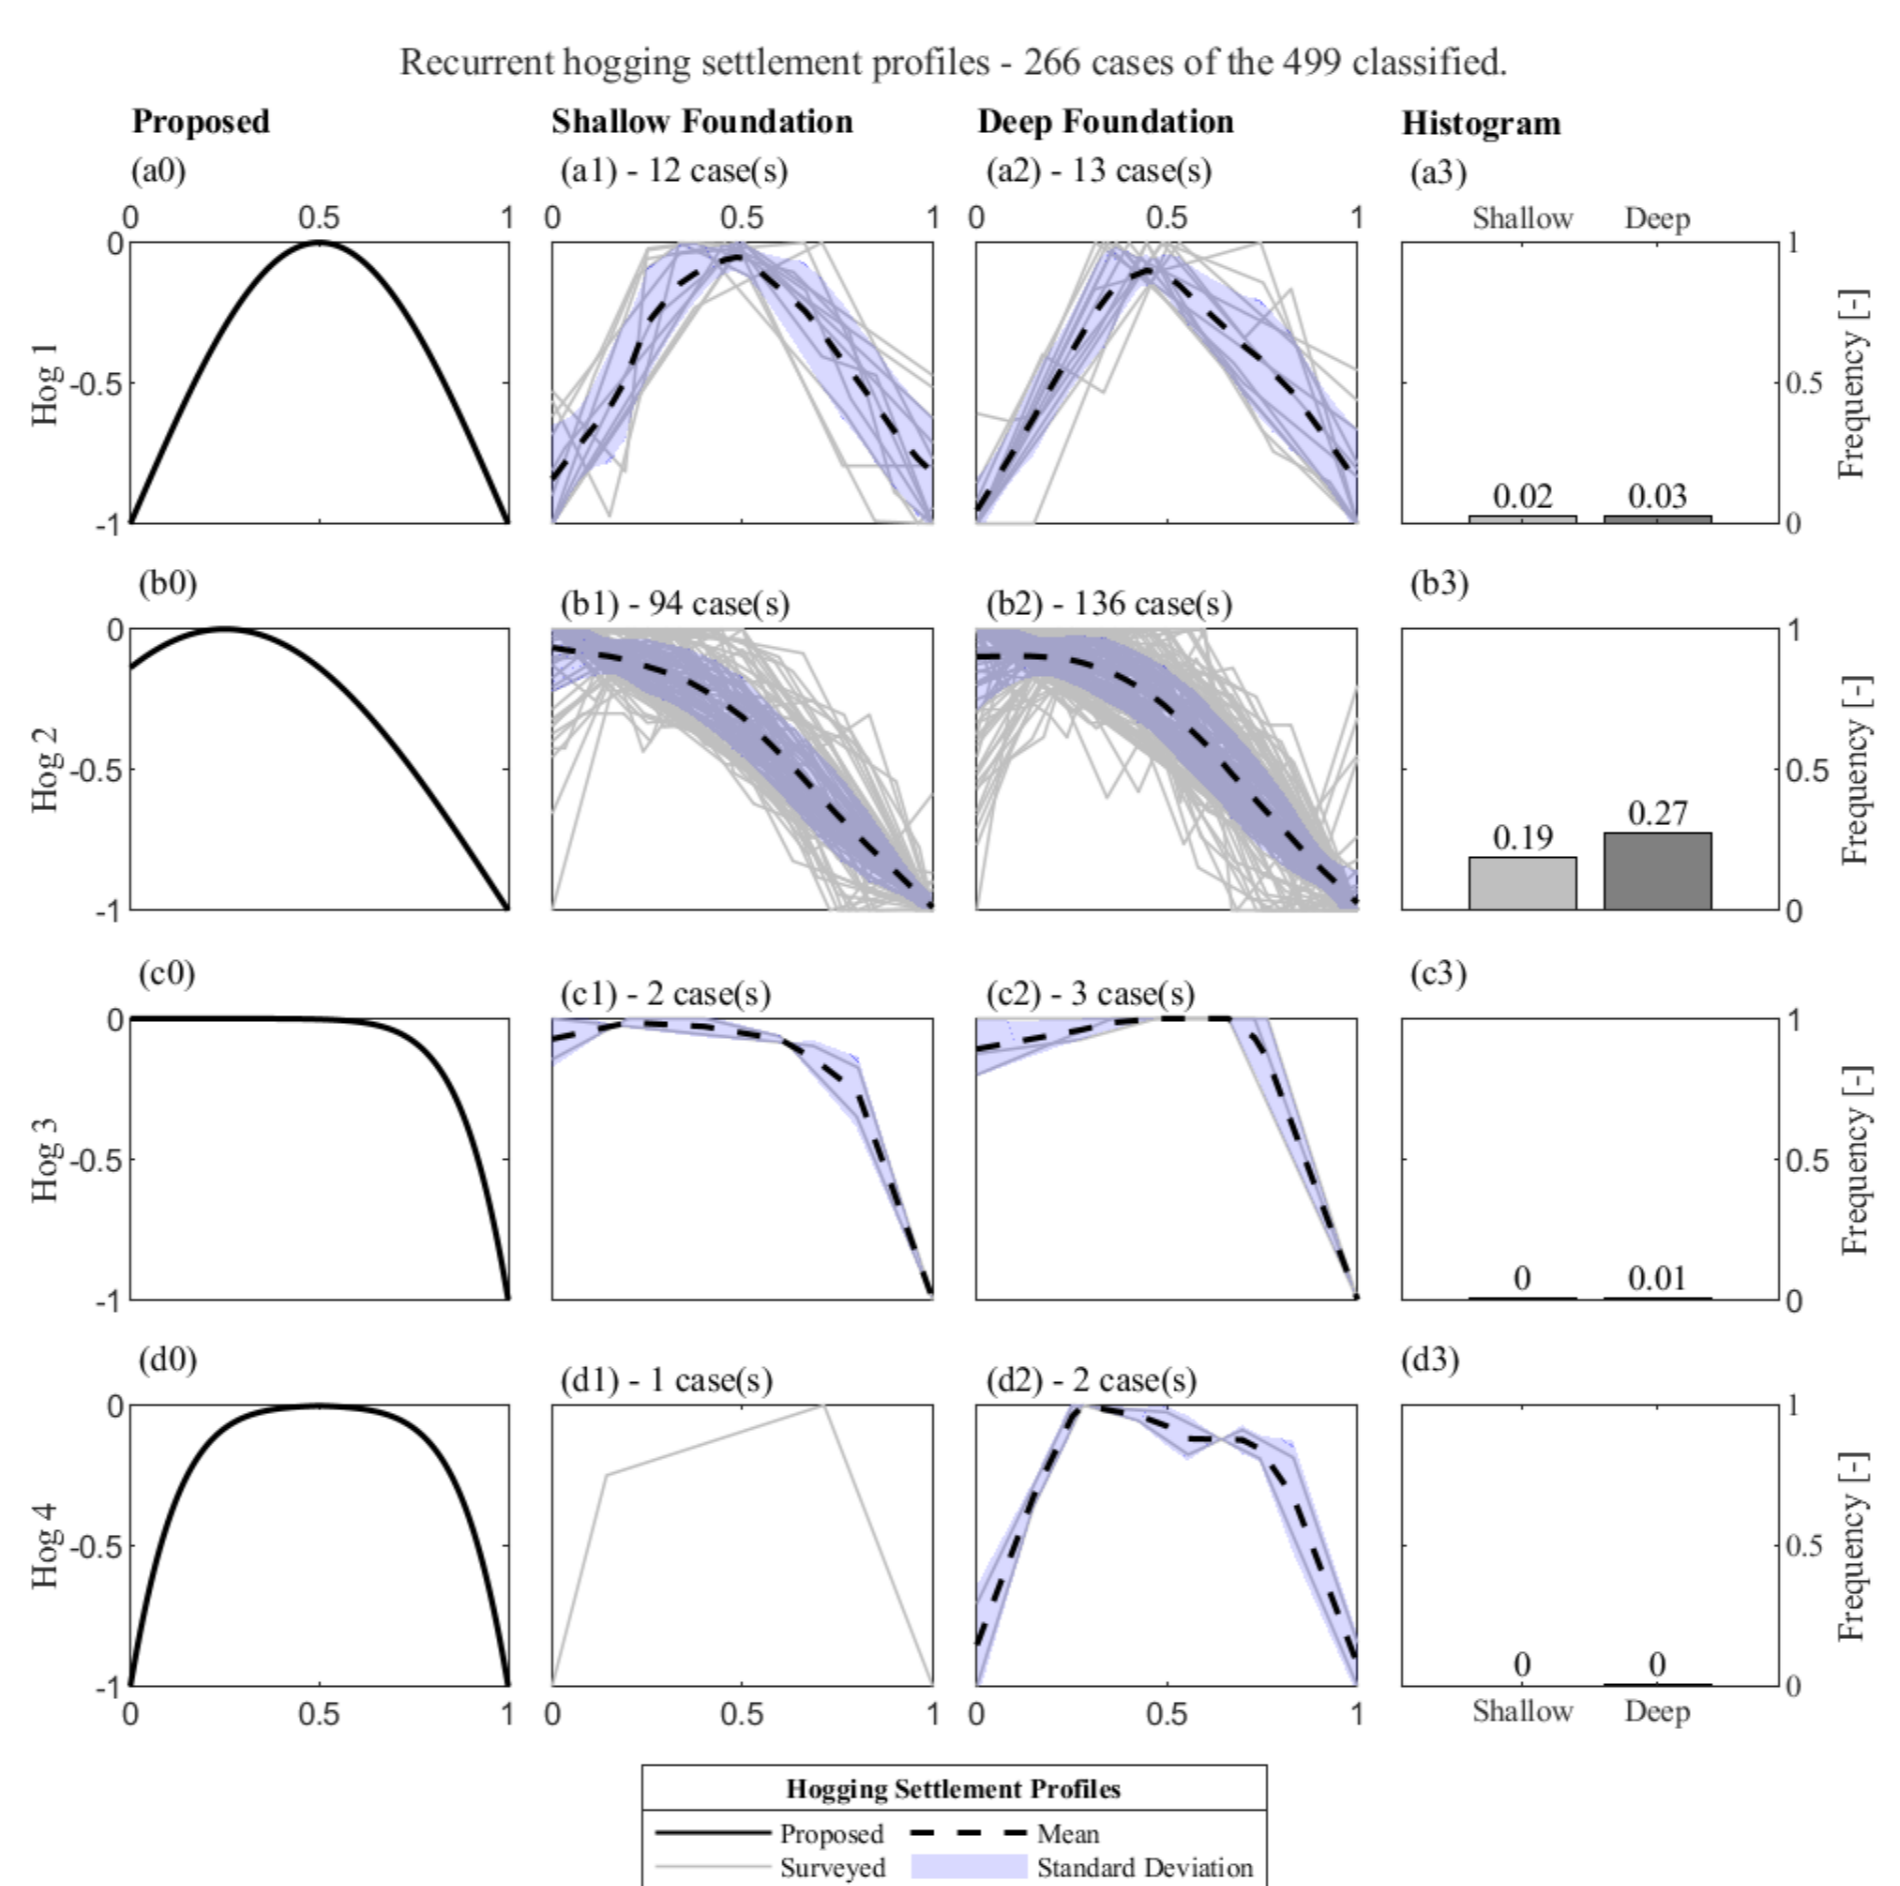 Recurrent hogging settlement profiles - 266 cases of the 499 classified.
Proposed Shallow Foundation Deep Foundation Histogram
(a0) (a1) - 12 case(s) (a2) - 13 case(s) (a3)
0 0.5 1 0 0.5 1 0 0.5 1 Shallow Deep
0 1
Hog 1 -0.5 0.5 Frequency [-]
0.02 0.03
-1 0
(b0) (b1) - 94 case(s) (b2) - 136 case(s) (b3)
0 1
Hog 2 -0.5 0.5 Frequency [-]
0.19 0.27
-1 0
(c0) (c1) - 2 case(s) (c2) - 3 case(s) (c3)
0 1
Hog 3 -0.5 0.5 Frequency [-]
0 0.01
-1 0
(d0) (d1) - 1 case(s) (d2) - 2 case(s) (d3)
0 1
Hog 4 -0.5 0.5 Frequency [-]
0 0
-1 0
0 0.5 1 0 0.5 1 0 0.5 1 Shallow Deep
Hogging Settlement Profiles
Proposed Mean
Surveyed Standard Deviation